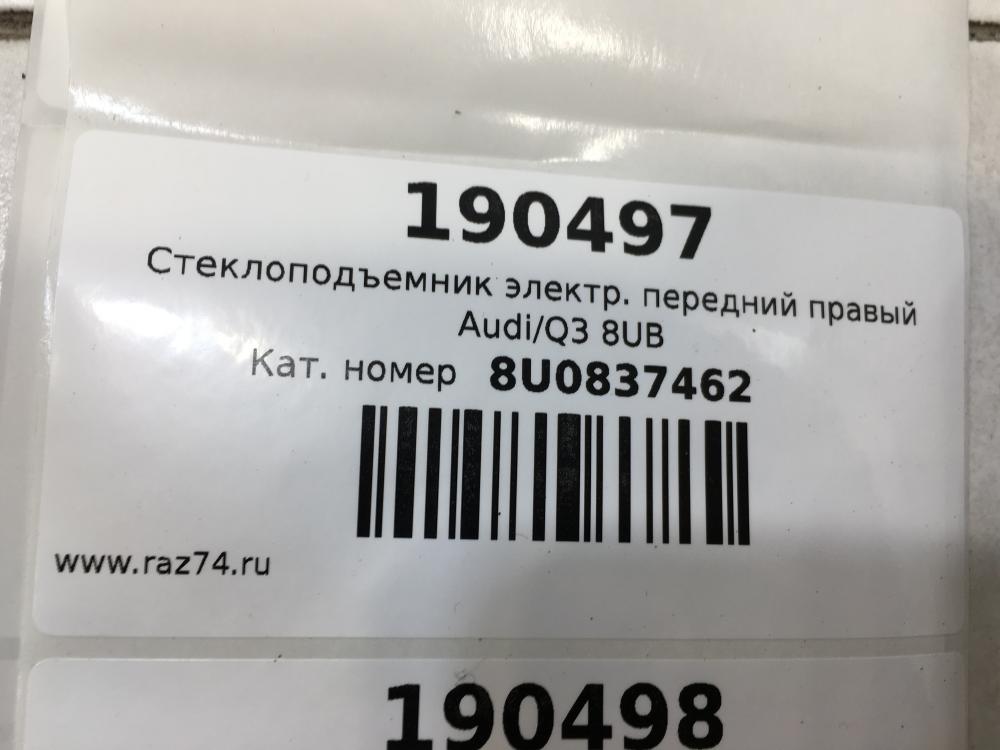 190497
Стеклоподъемник электр. передний правый
Audi/Q3 8UB
Кат. номер 8U0837462
www.raz74.ru
190498